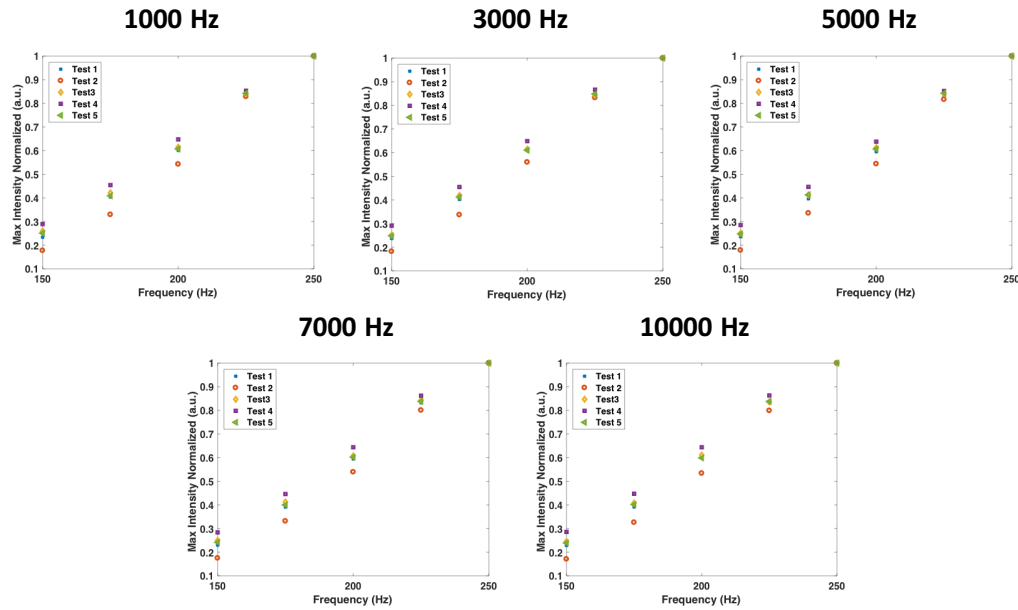 1000 Hz
1
0.9
0.8
0.7
0.6
0.5
0.4
0.3
0.2
0.1
Max Intensity Normalized (a.u.)
Test 1
Test 2
Test3
Test 4
Test 5
150
200
250
Frequency (Hz)
3000 Hz
1
0.9
0.8
0.7
0.6
0.5
0.4
0.3
0.2
0.1
Max Intensity Normalized (a.u.)
Test 1
Test 2
Test3
Test 4
Test 5
150
200
250
Frequency (Hz)
5000 Hz
1
0.9
0.8
0.7
0.6
0.5
0.4
0.3
0.2
0.1
Max Intensity Normalized (a.u.)
Test 1
Test 2
Test3
Test 4
Test 5
150
200
250
Frequency (Hz)
7000 Hz
1
0.9
0.8
0.7
0.6
0.5
0.4
0.3
0.2
0.1
Max Intensity Normalized (a.u.)
Test 1
Test 2
Test3
Test 4
Test 5
150
200
250
Frequency (Hz)
10000 Hz
1
0.9
0.8
0.7
0.6
0.5
0.4
0.3
0.2
0.1
Max Intensity Normalized (a.u.)
Test 1
Test 2
Test3
Test 4
Test 5
150
200
250
Frequency (Hz)